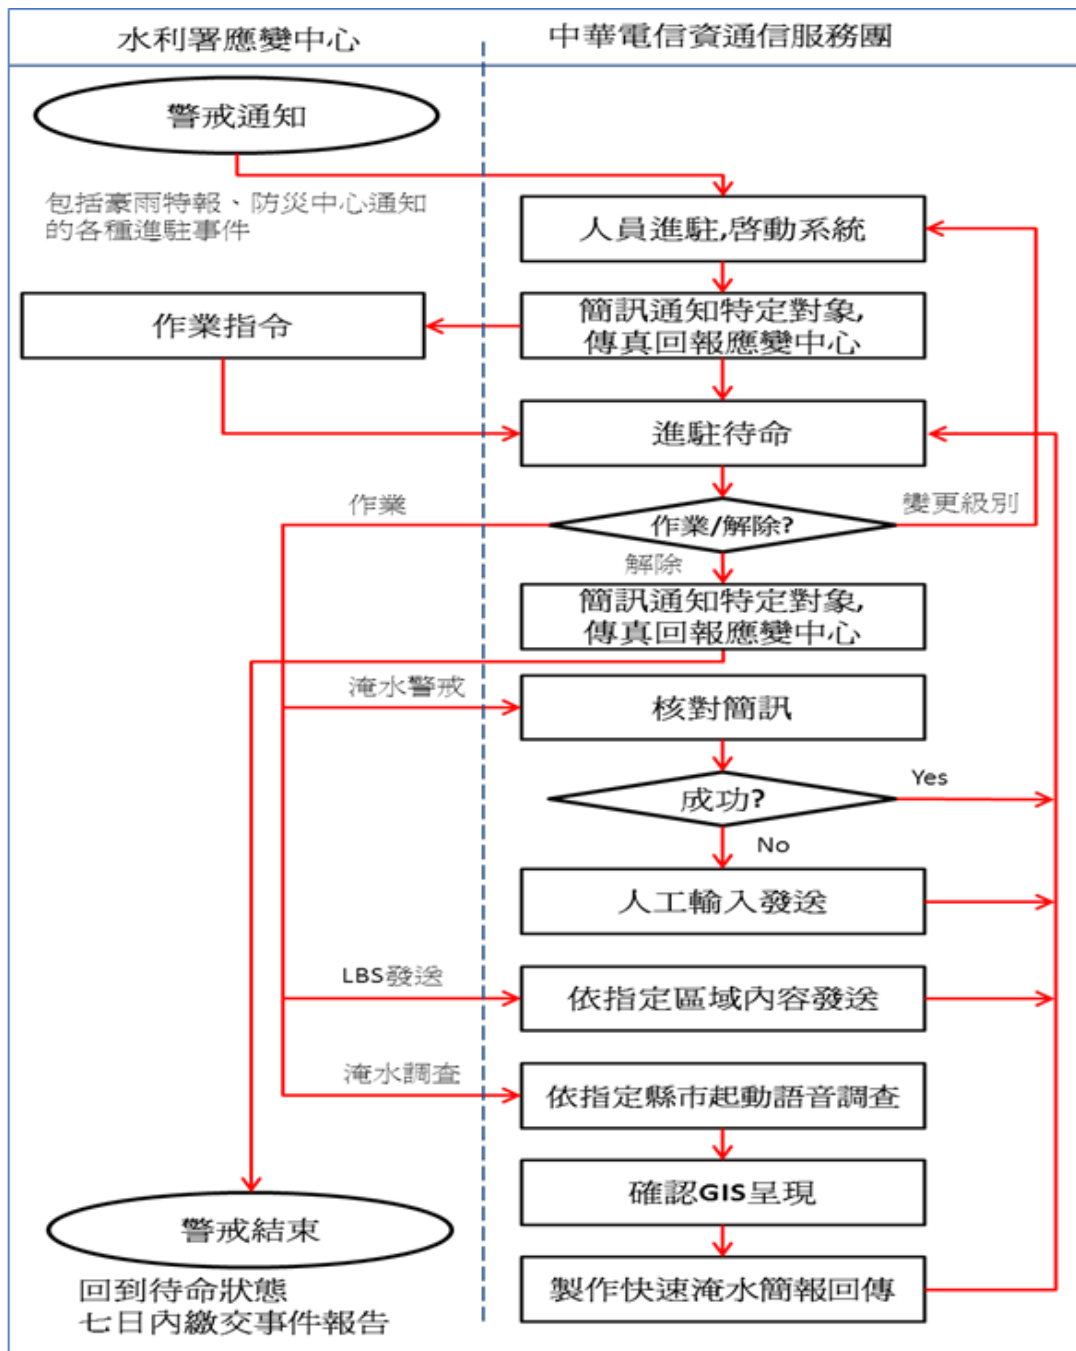 水利署應變中心
中華電信資通信服務團
警戒通知
包括豪雨特報、防災中心通知
的各種進駐事件
人員進駐,啓動系統
簡訊通知特定對象,
傳真回報應變中心
作業指令
進駐待命
作業
作業/解除?
變更級別
解除
簡訊通知特定對象,
傳真回報應變中心
淹水警戒
核對簡訊
成功?
Yes
No
人工輸入發送
LBS發送
依指定區域內容發送
淹水調查
依指定縣市起動語音調查
確認GIS呈現
警戒結束
製作快速淹水簡報回傳
回到待命狀態
七日內繳交事件報告